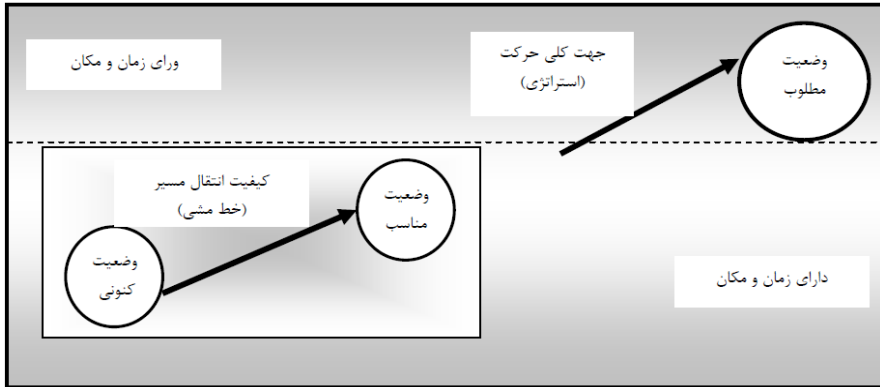 وضعیت
مطلوب
جهت کلی حرکت
(استراتژی)
ورای زمان و مکان
وضعیت
مناسب
کیفیت انتقال مسیر
(خط مشی)
وضعیت
کنونی
دارای زمان و مکان